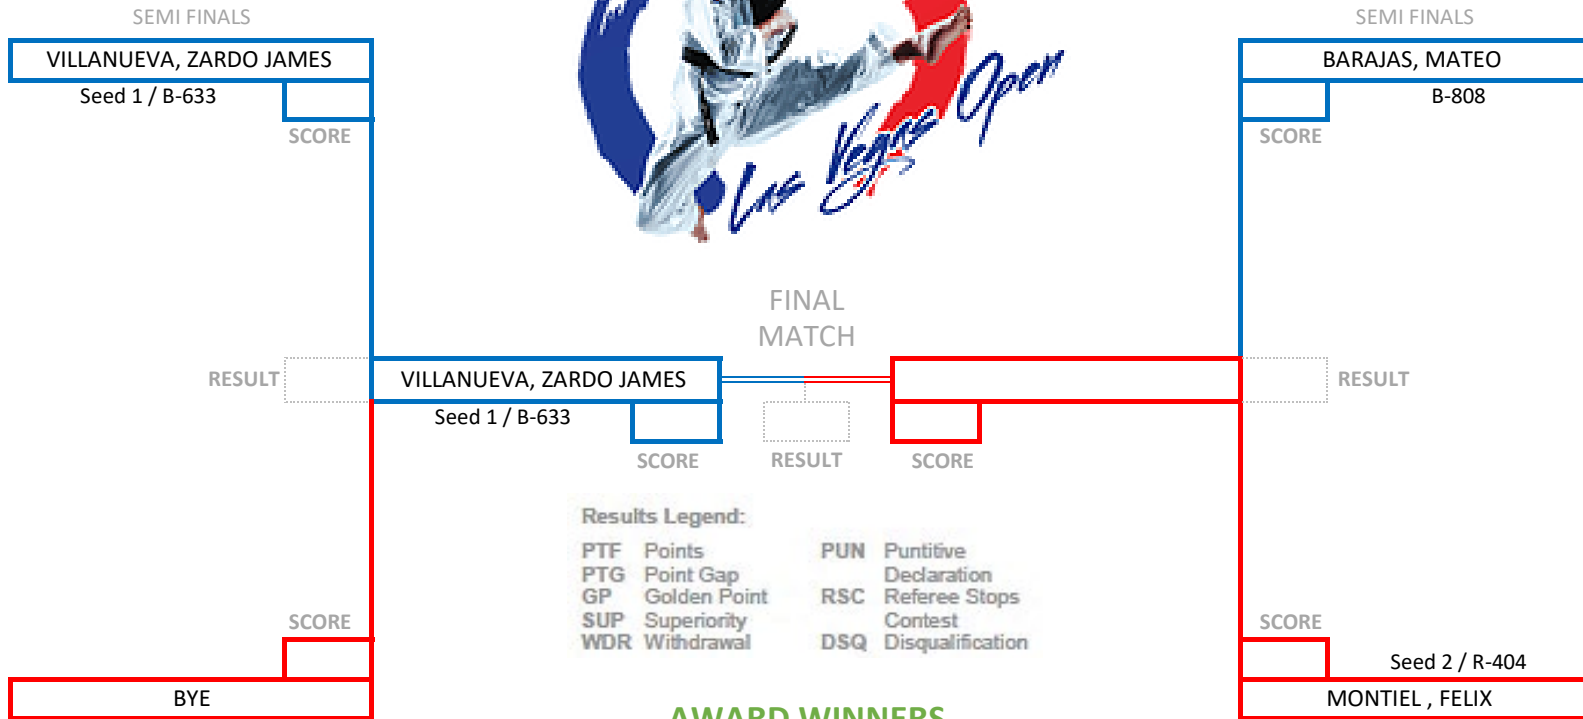 SEMI FINALS
SEMI FINALS
VILLANUEVA, ZARDO JAMES
BARAJAS, MATEO
Seed 1 / B-633
B-808
SCORE
SCORE
Las Vegas Open
FINAL
MATCH
RESULT
VILLANUEVA, ZARDO JAMES
RESULT
Seed 1 / B-633
SCORE
RESULT
SCORE
Results Legend:
PTF Points
PTG Point Gap
GP Golden Point
SUP Superiority
WDR Withdrawal
PUN Puntitive
Declaration
RSC Referee Stops
Contest
DSQ Disqualification
SCORE
SCORE
Seed 2 / R-404
BYE
MONTIEL , FELIX
AWARD WINNERS